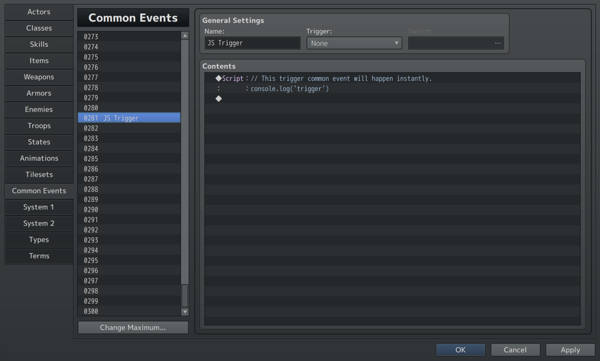 Actors
Classes
Skills
Items
Weapons
Armors
Enemies
Troops
States
Animations
Tilesets
Common Events
System 1
System 2
Types
Terms
Common Events
0273
0274
0275
0276
0277
0278
0279
0280
0281 JS Trigger
0282
0283
0284
0285
0286
0287
0288
0289
0290
0291
0292
0293
0294
0295
0296
0297
0298
0299
0300
Change Maximum...
General Settings
Name:
Trigger:
JS Trigger
None
...
Contents
◆Script：// This trigger common event will happen instantly.
：　　　：console.log('trigger')
◆
OK
Cancel
Apply